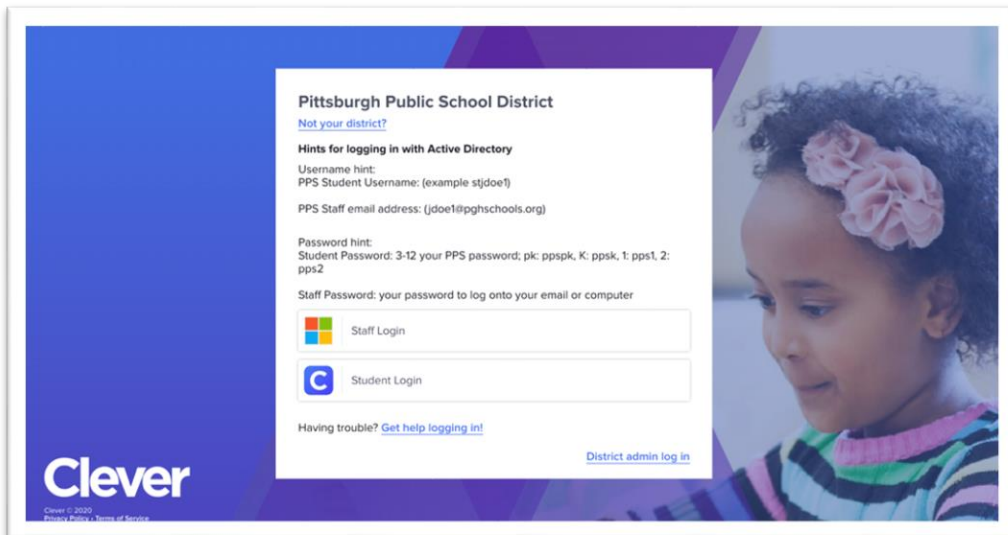 Pittsburgh Public School District
Not your district?
Hints for logging in with Active Directory
Username hint:
PPS Student Username: (example stjdoe1)
PPS Staff email address: (jdoe1@pghschools.org)
Password hint:
Student Password: 3-12 your PPS password; pk: ppspk, K: ppsk, 1: pps1, 2:
pps2
Staff Password: your password to log onto your email or computer
Staff Login
C
Student Login
Having trouble? Get help logging in!
District admin log in
Clever
Clever © 2020
Privacy Policy • Terms of Service